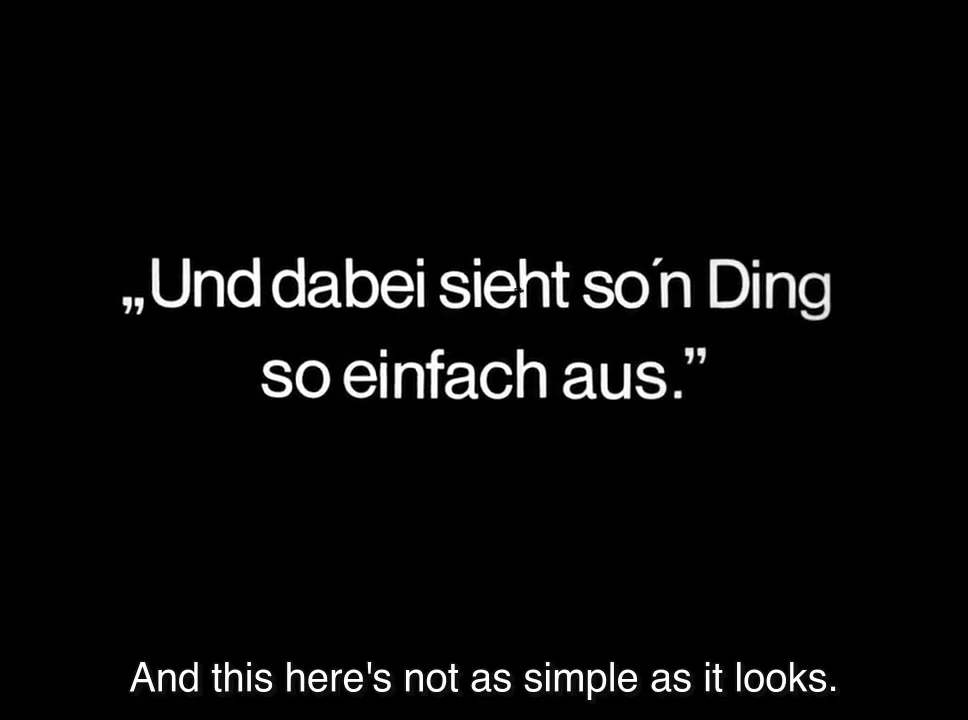 „Und dabei sieht so´n Ding
so einfach aus.”
And this here's not as simple as it looks.